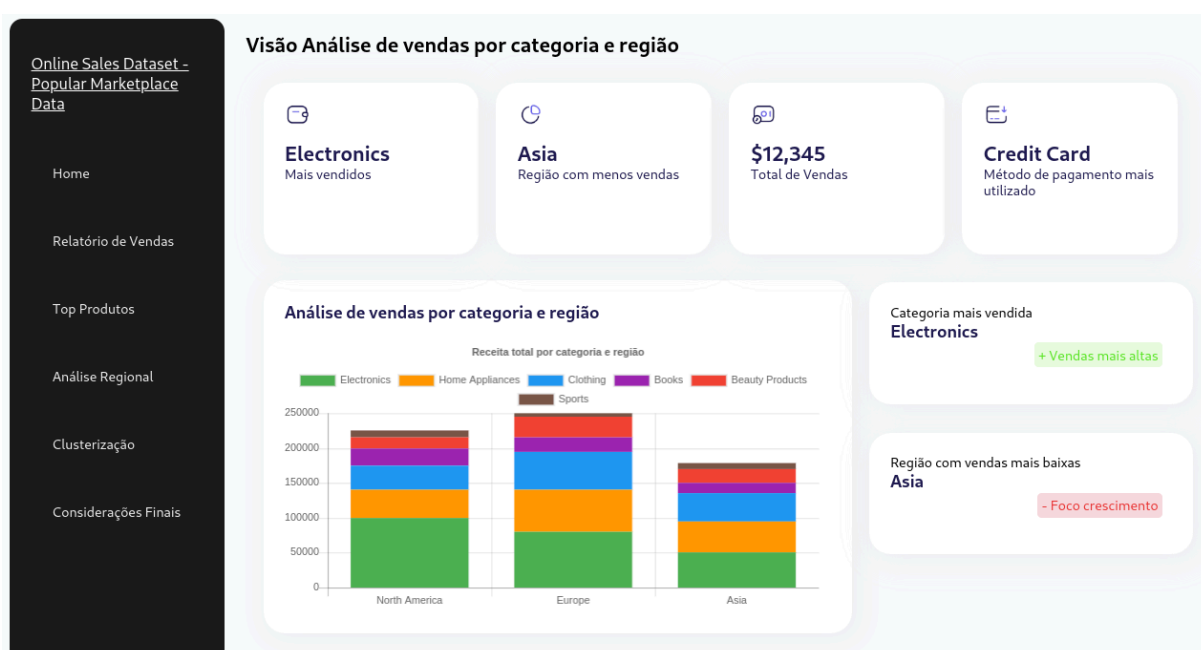 Online Sales Dataset -
Popular Marketplace
Data
Home
Relatório de Vendas
Top Produtos
Análise Regional
Clusterização
Considerações Finais
Visão Análise de vendas por categoria e região
Electronics
Mais vendidos
Asia
Região com menos vendas
$12,345
Total de Vendas
Credit Card
Método de pagamento mais
utilizado
Análise de vendas por categoria e região
Receita total por categoria e região
Electronics Home Appliances Clothing Books Beauty Products
Sports
250000
200000
150000
100000
50000
0
North America Europe Asia
Categoria mais vendida
Electronics
+ Vendas mais altas
Região com vendas mais baixas
Asia
- Foco crescimento